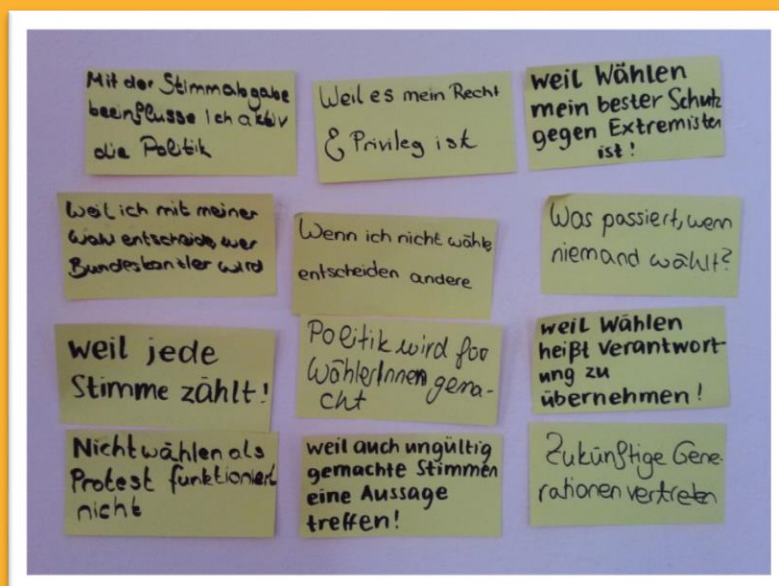 Mit der Stimmabgabe
beeinflusse Ich aktiv
die Politik
Weil es mein Recht
& Privileg ist
weil Wählen
mein bester Schutz
gegen Extremisten
ist!
Weil ich mit meiner
Wahl entscheide, wer
Bundeskanzler wird
Wenn ich nicht wähle
entscheiden andere
Was passiert, wenn
niemand wählt?
weil jede
Stimme zählt!
Politik wird für
WählerInnen gema-
cht
weil Wählen
heißt Verantwort-
ung zu
übernehmen!
Nichtwählen als
Protest funktioniert
nicht
weil auch ungültig
gemachte Stimmen
eine Aussage
treffen!
Zukünftige Gene-
rationen vertreten